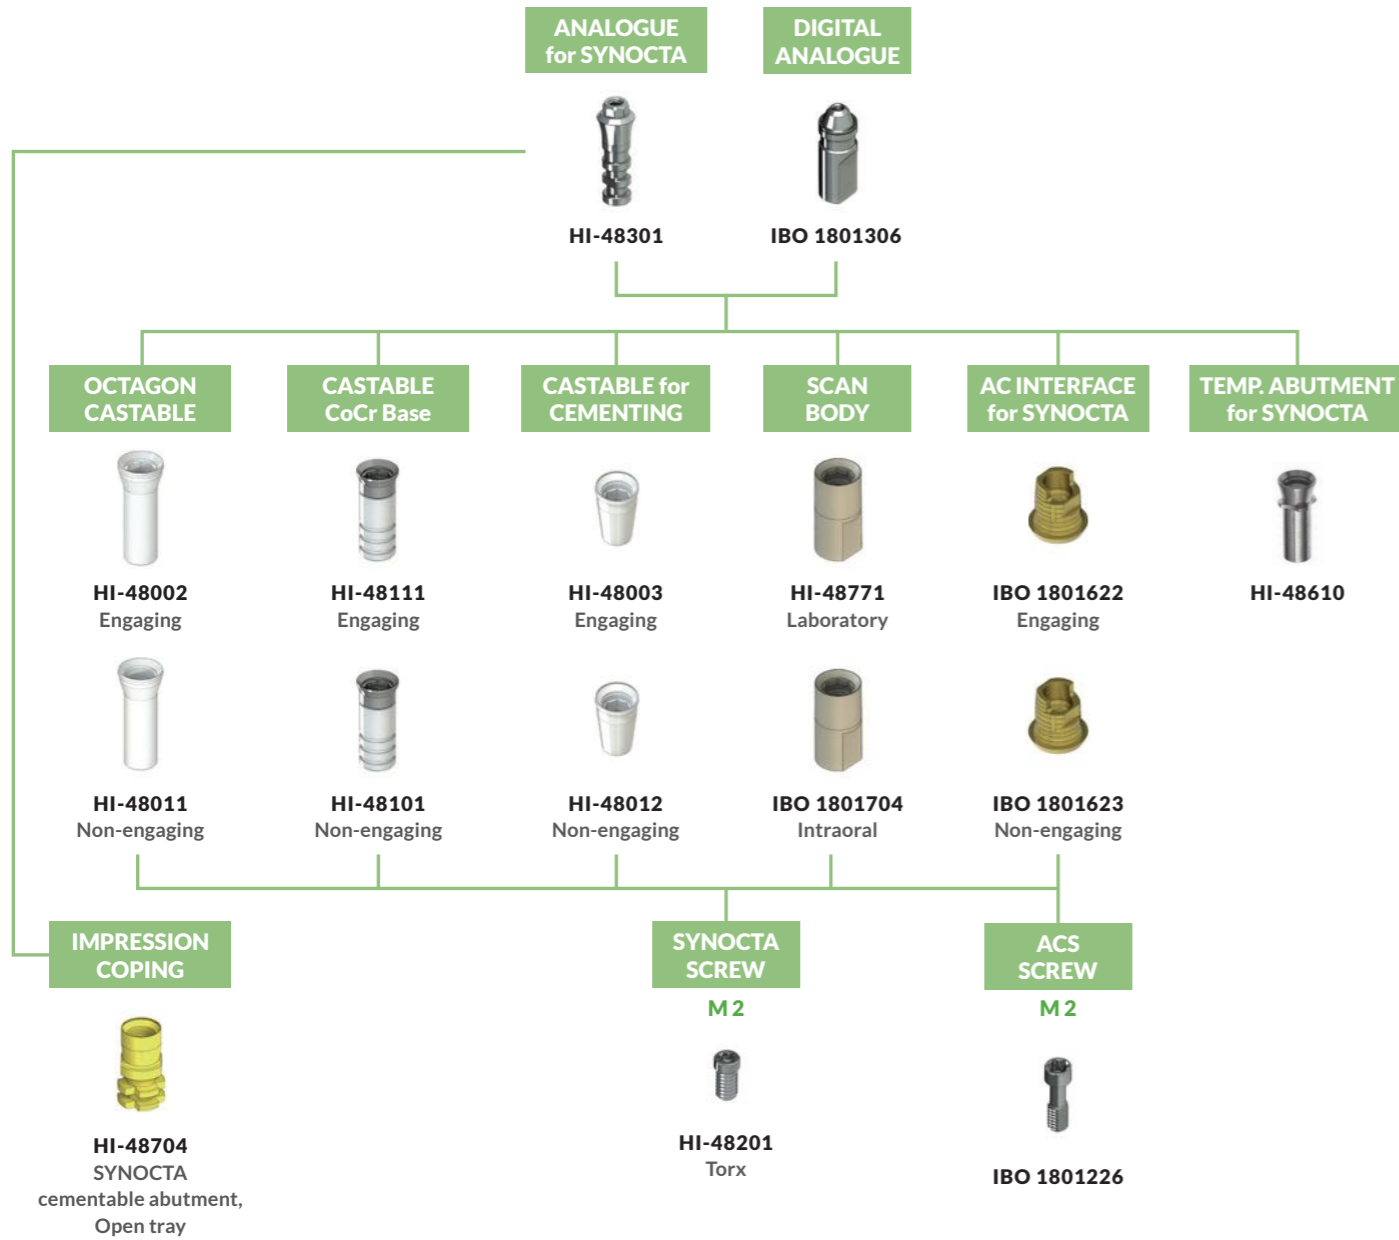 ANALOGUE
for SYNOCTA
DIGITAL
ANALOGUE
HI-48301
IBO 1801306
OCTAGON
CASTABLE
CASTABLE
CoCr Base
CASTABLE for
CEMENTING
SCAN
BODY
AC INTERFACE
for SYNOCTA
TEMP. ABUTMENT
for SYNOCTA
HI-48002
Engaging
HI-48111
Engaging
HI-48003
Engaging
HI-48771
Laboratory
IBO 1801622
Engaging
HI-48610
HI-48011
Non-engaging
HI-48101
Non-engaging
HI-48012
Non-engaging
IBO 1801704
Intraoral
IBO 1801623
Non-engaging
IMPRESSION
COPING
SYNOCTA
SCREW
M 2
ACS
SCREW
M 2
HI-48704
SYNOCTA
cementable abutment,
Open tray
HI-48201
Torx
IBO 1801226